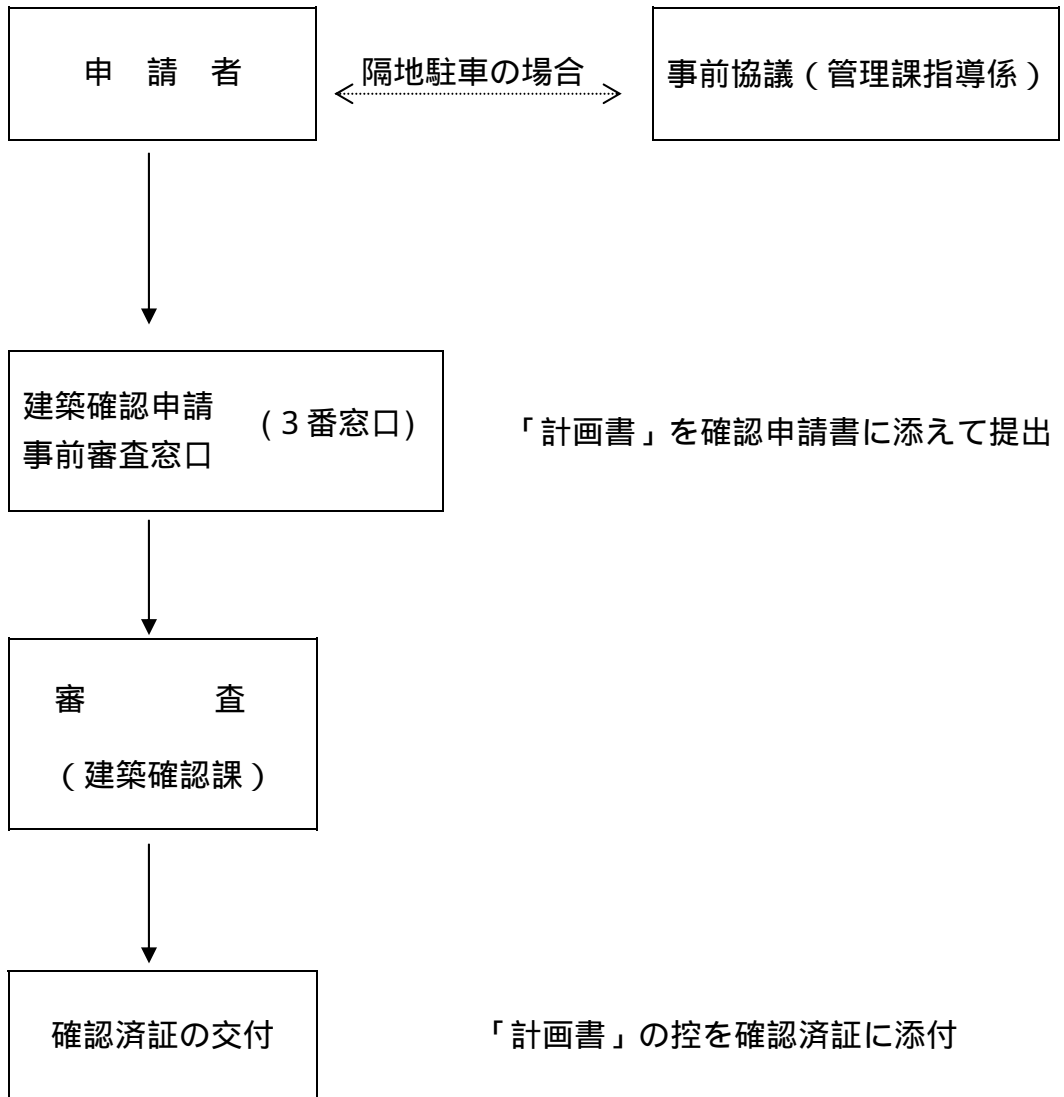 申　請　者
隔地駐車の場合
事前協議（管理課指導係）
建築確認申請
事前審査窓口
(３番窓口)
「計画書」を確認申請書に添えて提出
審　　　　査
（建築確認課）
確認済証の交付
「計画書」の控を確認済証に添付